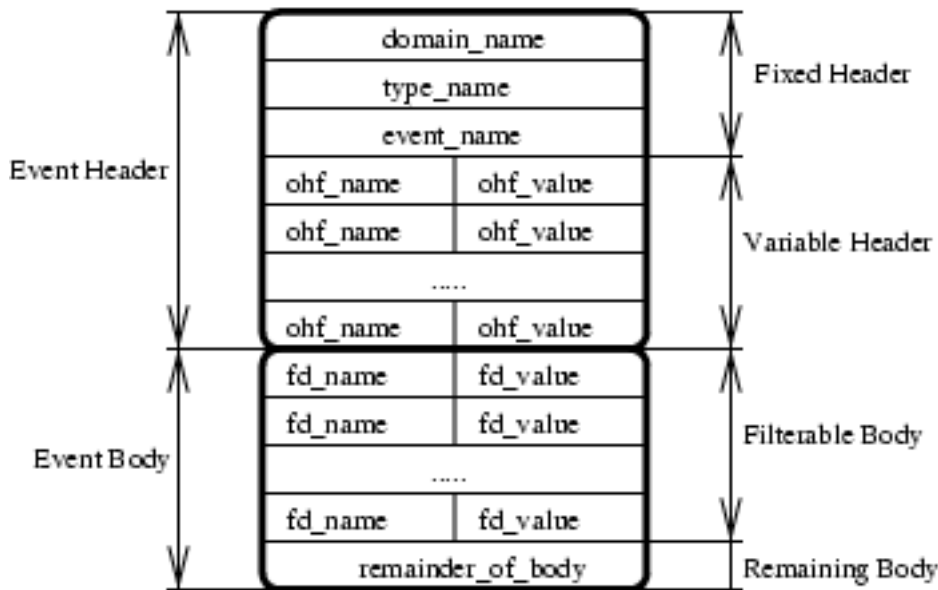 domain_name
Fixed Header
type_name
event_name
Event Header
ohf_name ohf_value
ohf_name ohf_value
Variable Header
.....
ohf_name ohf_value
fd_name fd_value
fd_name fd_value
Filterable Body
Event Body
.....
fd_name fd_value
remainder_of_body
Remaining Body